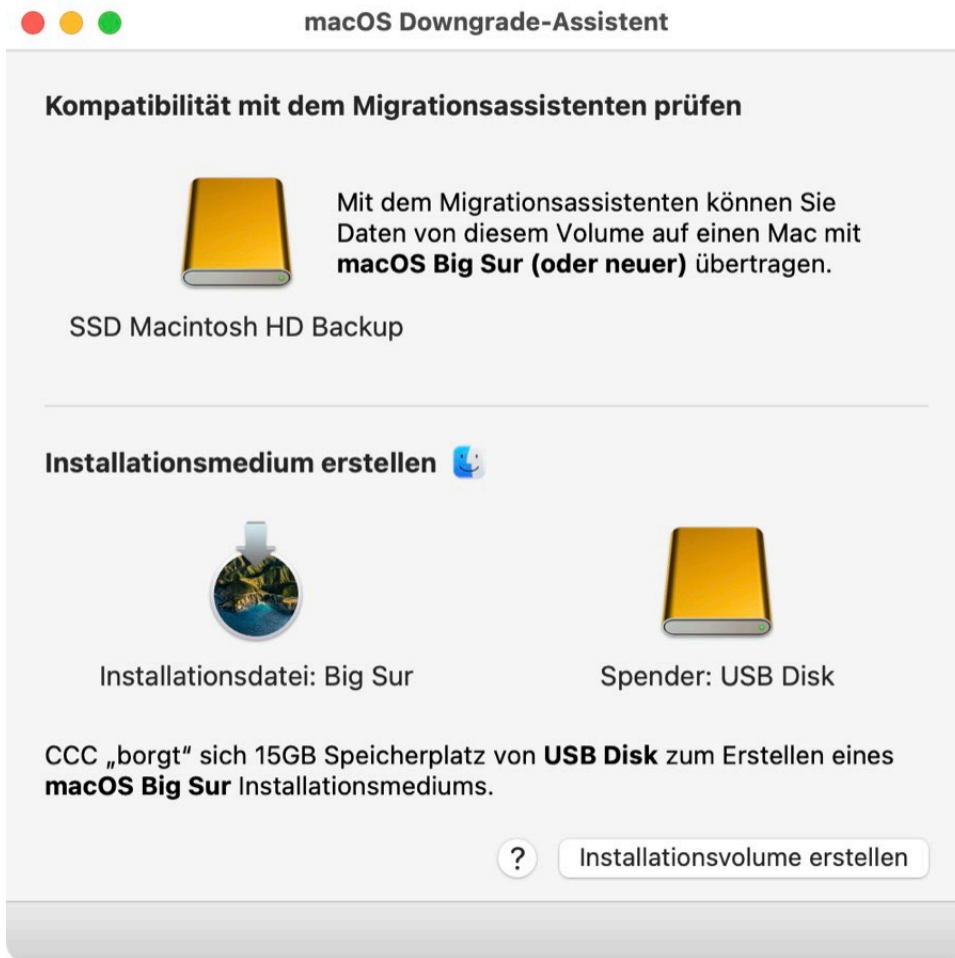 macOS Downgrade-Assistent
Kompatibilität mit dem Migrationsassistenten prüfen
Mit dem Migrationsassistenten können Sie
Daten von diesem Volume auf einen Mac mit
macOS Big Sur (oder neuer) übertragen.
SSD Macintosh HD Backup
Installationsmedium erstellen
Installationsdatei: Big Sur
Spender: USB Disk
CCC „borgt“ sich 15GB Speicherplatz von USB Disk zum Erstellen eines
macOS Big Sur Installationsmediums.
?
Installationsvolume erstellen